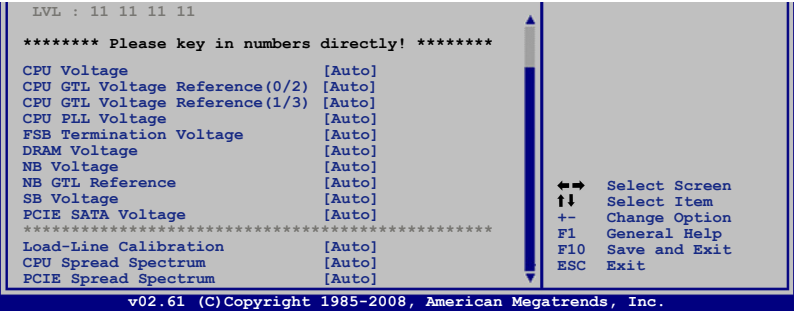 LVL : 11 11 11 11
******** Please key in numbers directly! ********
CPU Voltage [Auto]
CPU GTL Voltage Reference(0/2) [Auto]
CPU GTL Voltage Reference(1/3) [Auto]
CPU PLL Voltage [Auto]
FSB Termination Voltage [Auto]
DRAM Voltage [Auto]
NB Voltage [Auto]
NB GTL Reference [Auto]
SB Voltage [Auto]
PCIE SATA Voltage [Auto]
*************************************************
Load-Line Calibration [Auto]
CPU Spread Spectrum [Auto]
PCIE Spread Spectrum [Auto]
←→ Select Screen
↑↓ Select Item
+- Change Option
F1 General Help
F10 Save and Exit
ESC Exit
v02.61 (C)Copyright 1985-2008, American Megatrends, Inc.